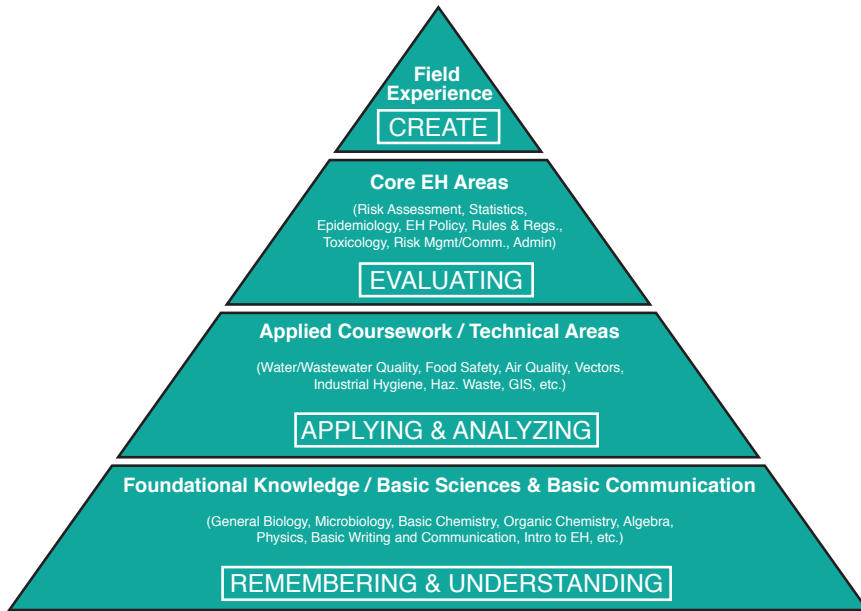 Field
Experience
CREATE
Core EH Areas
(Risk Assessment, Statistics,
Epidemiology, EH Policy, Rules & Regs.,
Toxicology, Risk Mgmt/Comm., Admin)
EVALUATING
Applied Coursework / Technical Areas
(Water/Wastewater Quality, Food Safety, Air Quality, Vectors,
Industrial Hygiene, Haz. Waste, GIS, etc.)
APPLYING & ANALYZING
Foundational Knowledge / Basic Sciences & Basic Communication
(General Biology, Microbiology, Basic Chemistry, Organic Chemistry, Algebra,
Physics, Basic Writing and Communication, Intro to EH, etc.)
REMEMBERING & UNDERSTANDING